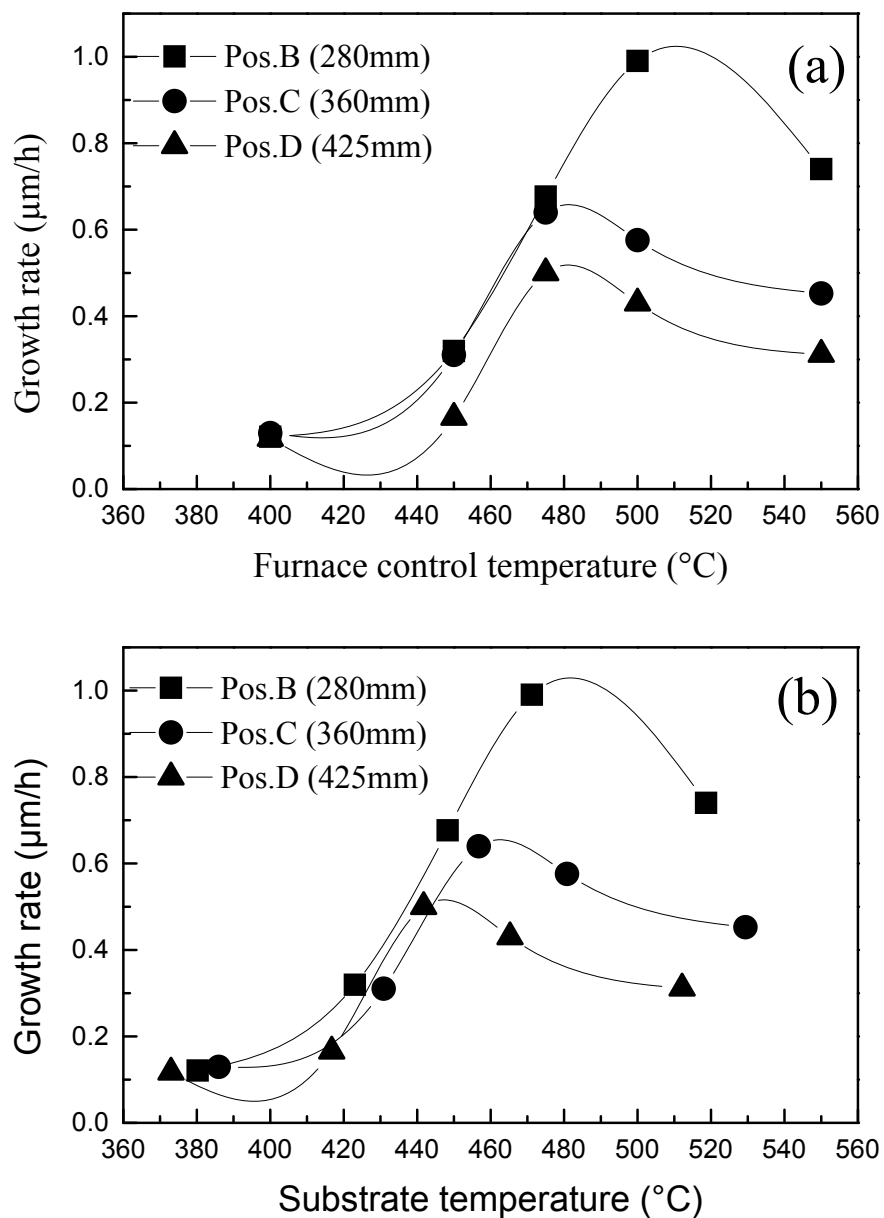 (a)
Pos.B (280mm)
Pos.C (360mm)
Pos.D (425mm)
Growth rate (μm/h)
1.0
0.8
0.6
0.4
0.2
0.0
360 380 400 420 440 460 480 500 520 540 560
Furnace control temperature (°C)
(b)
Pos.B (280mm)
Pos.C (360mm)
Pos.D (425mm)
Growth rate (μm/h)
1.0
0.8
0.6
0.4
0.2
0.0
360 380 400 420 440 460 480 500 520 540 560
Substrate temperature (°C)